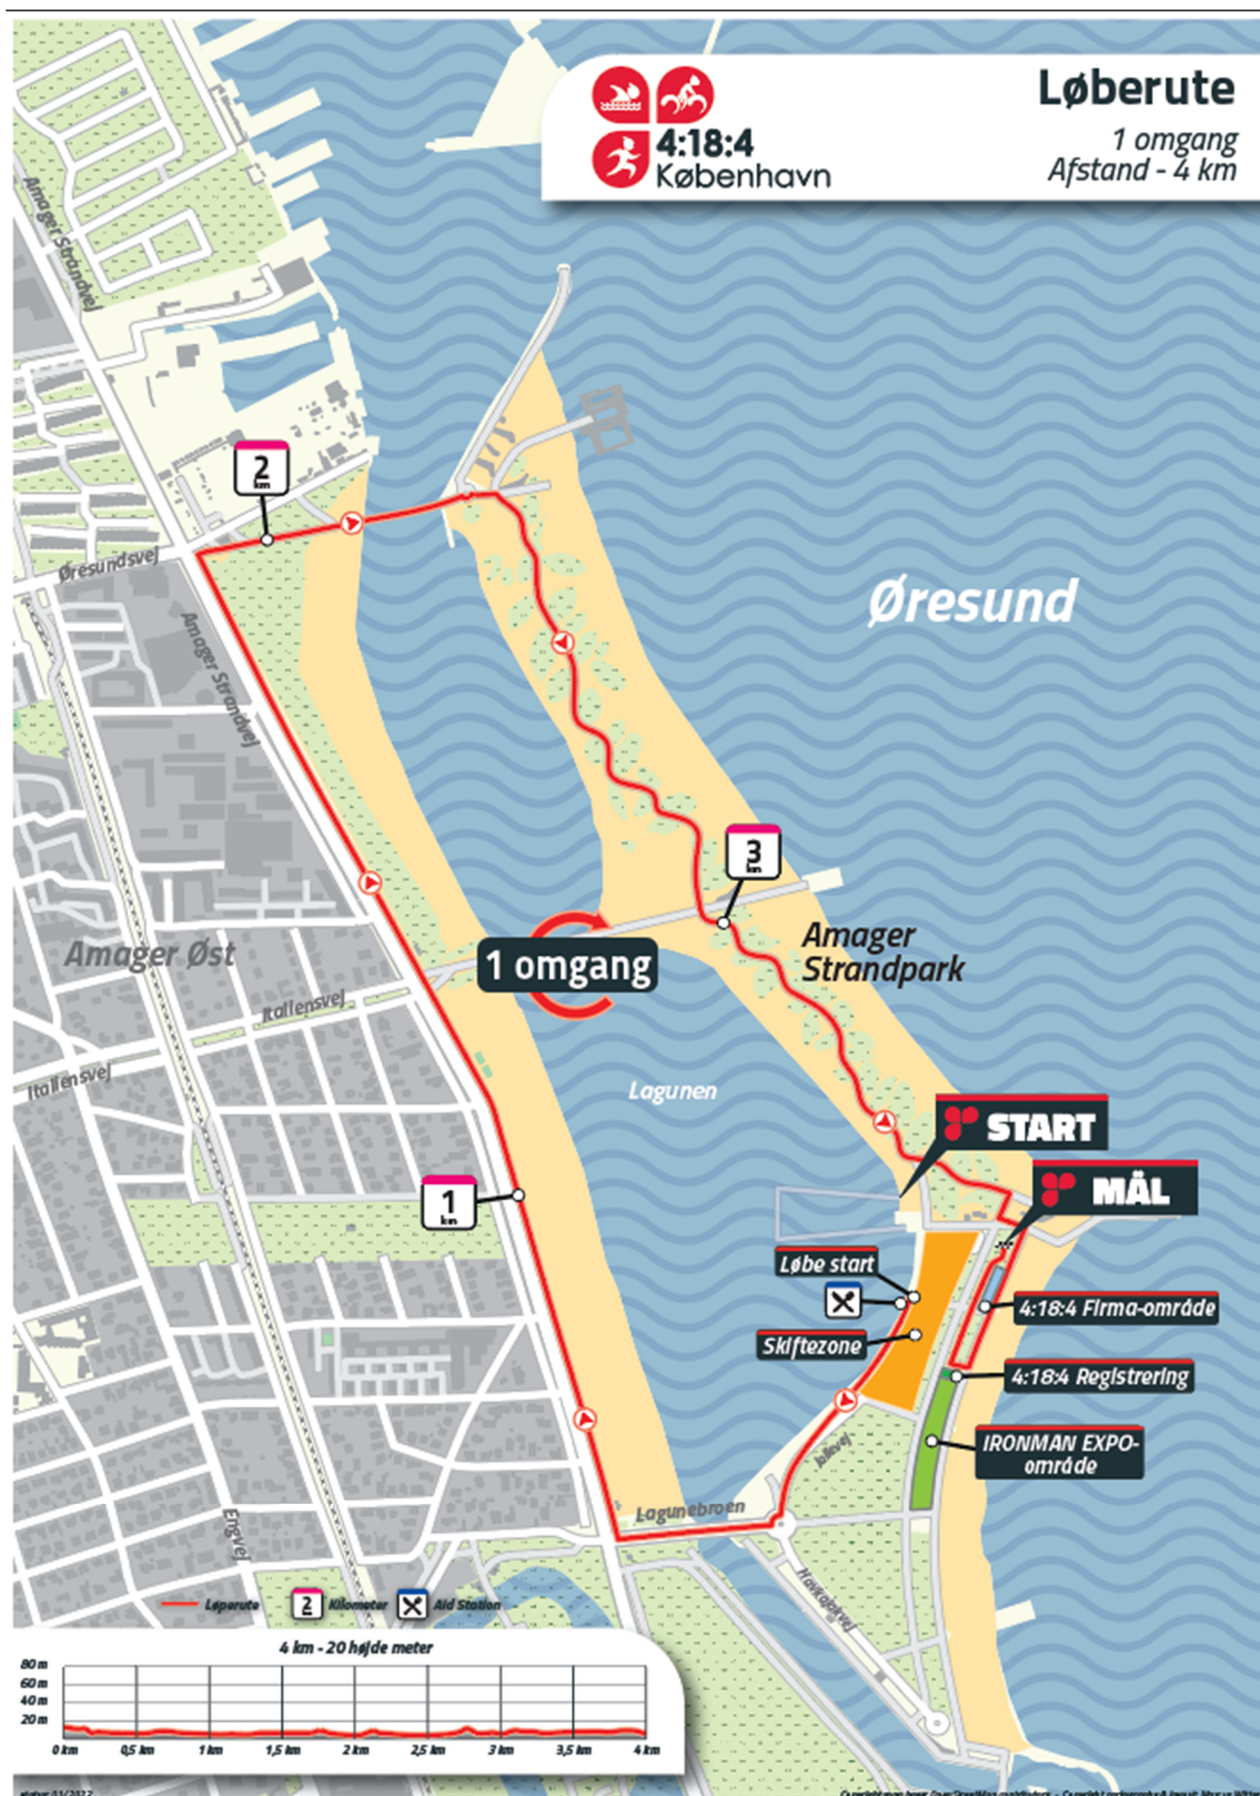 Løberute
1 omgang
Afstand - 4 km
4:18:4
København
Amager Strandvej
2
km
Øresundsvej
Amager Strandvej
Øresund
3
km
Amager Øst
1 omgang
Amager
Strandpark
Italiensvej
Italiensvej
Lagunen
START
MÅL
1
km
Løbe start
Skiftezone
4:18:4 Firma-område
4:18:4 Registrering
IRONMAN EXPO-
område
Jollevej
Lagunebroen
Engvej
Havkajakvej
Løperute
2
Kilometer
Aid Station
4 km - 20 højde meter
80 m
60 m
40 m
20 m
0 km 0,5 km 1 km 1,5 km 2 km 2,5 km 3 km 3,5 km 4 km